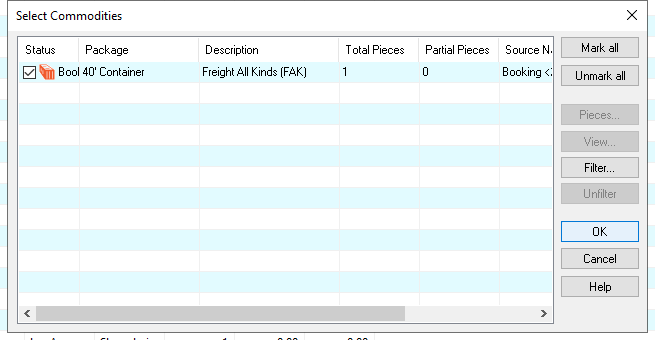 Select Commodities
Status Package Description Total Pieces Partial Pieces Source N
Bool 40' Container Freight All Kinds (FAK) 1 0 Booking <
Mark all
Unmark all
Pieces...
View...
Filter...
Unfilter
OK
Cancel
Help